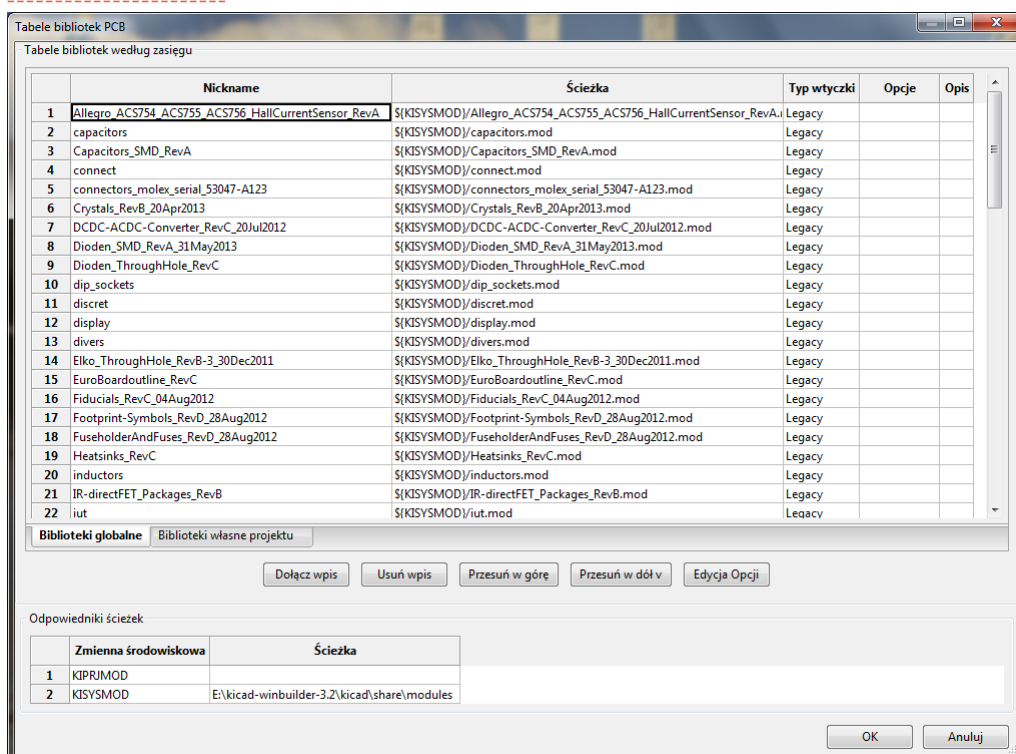 Tabele bibliotek PCB
Tabele bibliotek według zasięgu
Nickname Ścieżka Typ wtyczki Opcje Opis
1 Allegro_ACS754_ACS755_ACS756_HallCurrentSensor_RevA ${KISYSMOD}/Allegro_ACS754_ACS755_ACS756_HallCurrentSensor_RevA.ı Legacy
2 capacitors ${KISYSMOD}/capacitors.mod Legacy
3 Capacitors_SMD_RevA ${KISYSMOD}/Capacitors_SMD_RevA.mod Legacy
4 connect ${KISYSMOD}/connect.mod Legacy
5 connectors_molex_serial_53047-A123 ${KISYSMOD}/connectors_molex_serial_53047-A123.mod Legacy
6 Crystals_RevB_20Apr2013 ${KISYSMOD}/Crystals_RevB_20Apr2013.mod Legacy
7 DCDC-ACDC-Converter_RevC_20Jul2012 ${KISYSMOD}/DCDC-ACDC-Converter_RevC_20Jul2012.mod Legacy
8 Dioden_SMD_RevA_31May2013 ${KISYSMOD}/Dioden_SMD_RevA_31May2013.mod Legacy
9 Dioden_ThroughHole_RevC ${KISYSMOD}/Dioden_ThroughHole_RevC.mod Legacy
10 dip_sockets ${KISYSMOD}/dip_sockets.mod Legacy
11 discret ${KISYSMOD}/discret.mod Legacy
12 display ${KISYSMOD}/display.mod Legacy
13 divers ${KISYSMOD}/divers.mod Legacy
14 Elko_ThroughHole_RevB-3_30Dec2011 ${KISYSMOD}/Elko_ThroughHole_RevB-3_30Dec2011.mod Legacy
15 EuroBoardoutline_RevC ${KISYSMOD}/EuroBoardoutline_RevC.mod Legacy
16 Fiducials_RevC_04Aug2012 ${KISYSMOD}/Fiducials_RevC_04Aug2012.mod Legacy
17 Footprint-Symbols_RevD_28Aug2012 ${KISYSMOD}/Footprint-Symbols_RevD_28Aug2012.mod Legacy
18 FuseholderAndFuses_RevD_28Aug2012 ${KISYSMOD}/FuseholderAndFuses_RevD_28Aug2012.mod Legacy
19 Heatsinks_RevC ${KISYSMOD}/Heatsinks_RevC.mod Legacy
20 inductors ${KISYSMOD}/inductors.mod Legacy
21 IR-directFET_Packages_RevB ${KISYSMOD}/IR-directFET_Packages_RevB.mod Legacy
22 iut ${KISYSMOD}/iut.mod Legacy
Biblioteki globalne Biblioteki własne projektu
Dołącz wpis Usuń wpis Przesuń w górę Przesuń w dół v Edycja Opcji
Odpowiedniki ścieżek
Zmienna środowiskowa Ścieżka
1 KIPRJMOD
2 KISYSMOD E:\kicad-winbuilder-3.2\kicad\share\modules
OK Anuluj